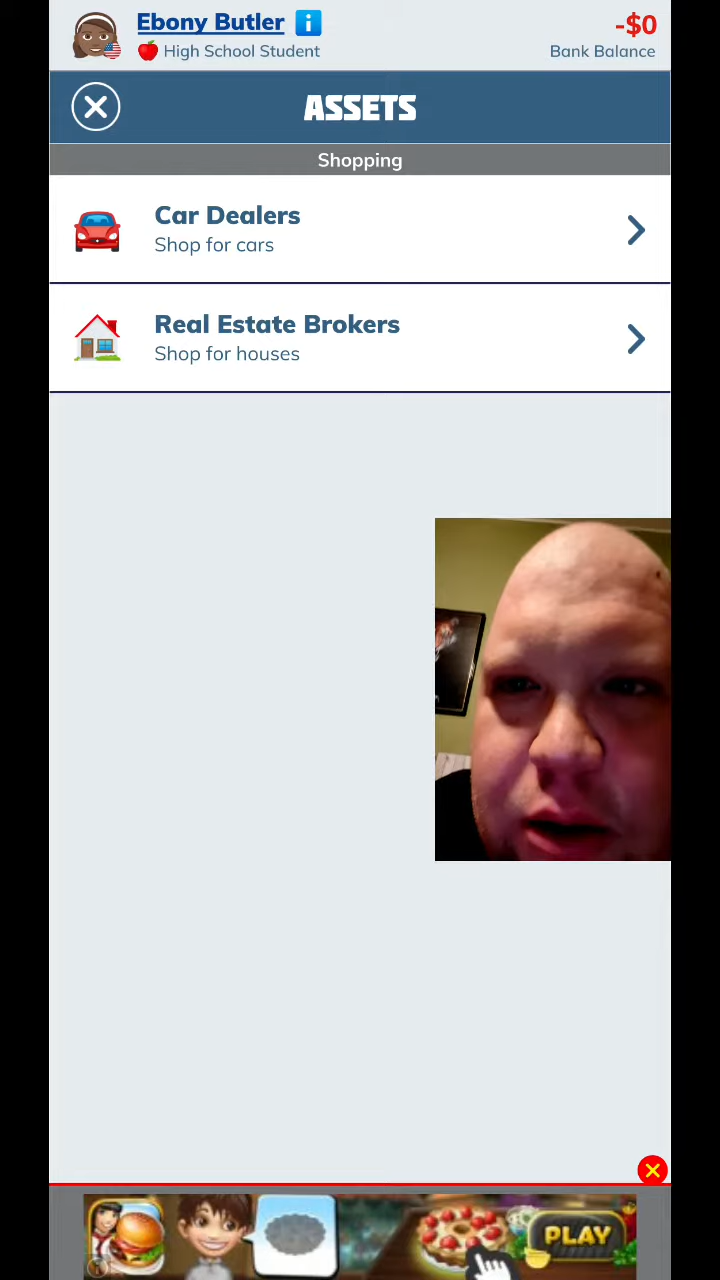 Ebony Butler i
-$0
High School Student
Bank Balance
ASSETS
Shopping
Car Dealers
Shop for cars
Real Estate Brokers
Shop for houses
PLAY